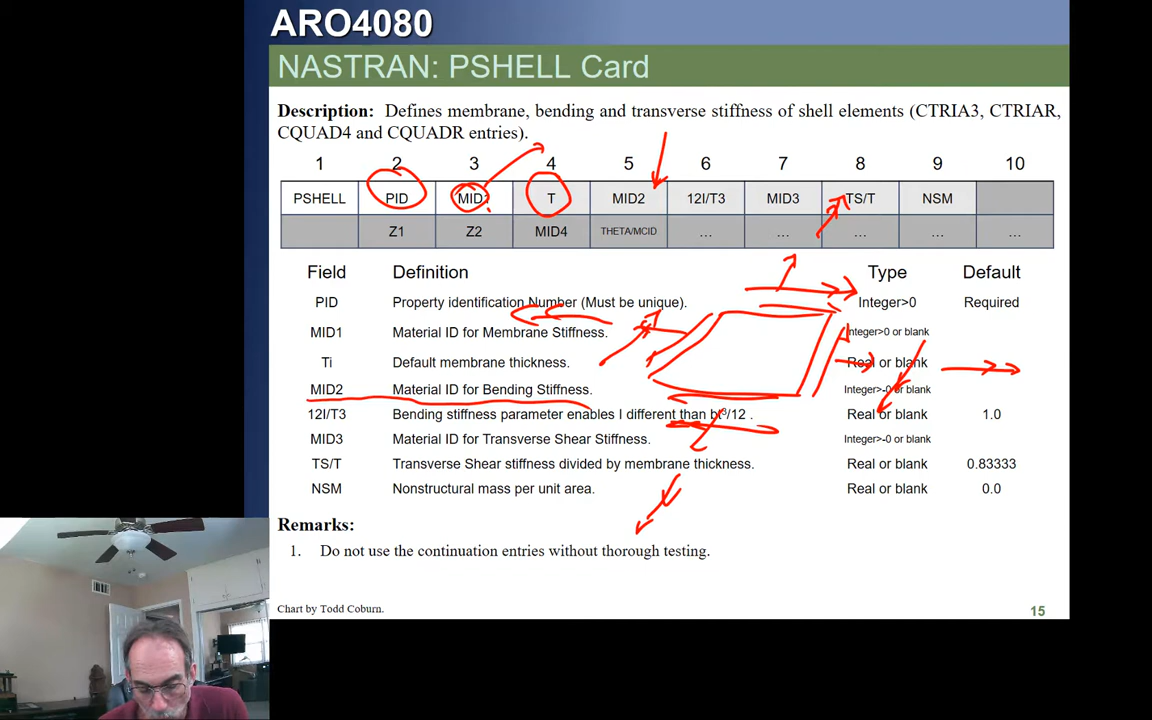 ARO4080
NASTRAN: PSHELL Card
Description: Defines membrane, bending and transverse stiffness of shell elements (CTRIA3, CTRIAR,
CQUAD4 and CQUADR entries).
1 2 3 4 5 6 7 8 9 10
PSHELL PID MID1 T MID2 12I/T3 MID3 TS/T NSM
Z1 Z2 MID4 THETA/MCID ... ... ... ... ...
Field Definition Type Default
PID Property identification Number (Must be unique). Integer>0 Required
MID1 Material ID for Membrane Stiffness. Integer>0 or blank
Ti Default membrane thickness. Real or blank
MID2 Material ID for Bending Stiffness. Integer>-0 or blank
12I/T3 Bending stiffness parameter enables I different than bt³/12 . Real or blank 1.0
MID3 Material ID for Transverse Shear Stiffness. Integer>-0 or blank
TS/T Transverse Shear stiffness divided by membrane thickness. Real or blank 0.83333
NSM Nonstructural mass per unit area. Real or blank 0.0
Remarks:
1. Do not use the continuation entries without thorough testing.
Chart by Todd Coburn. 15